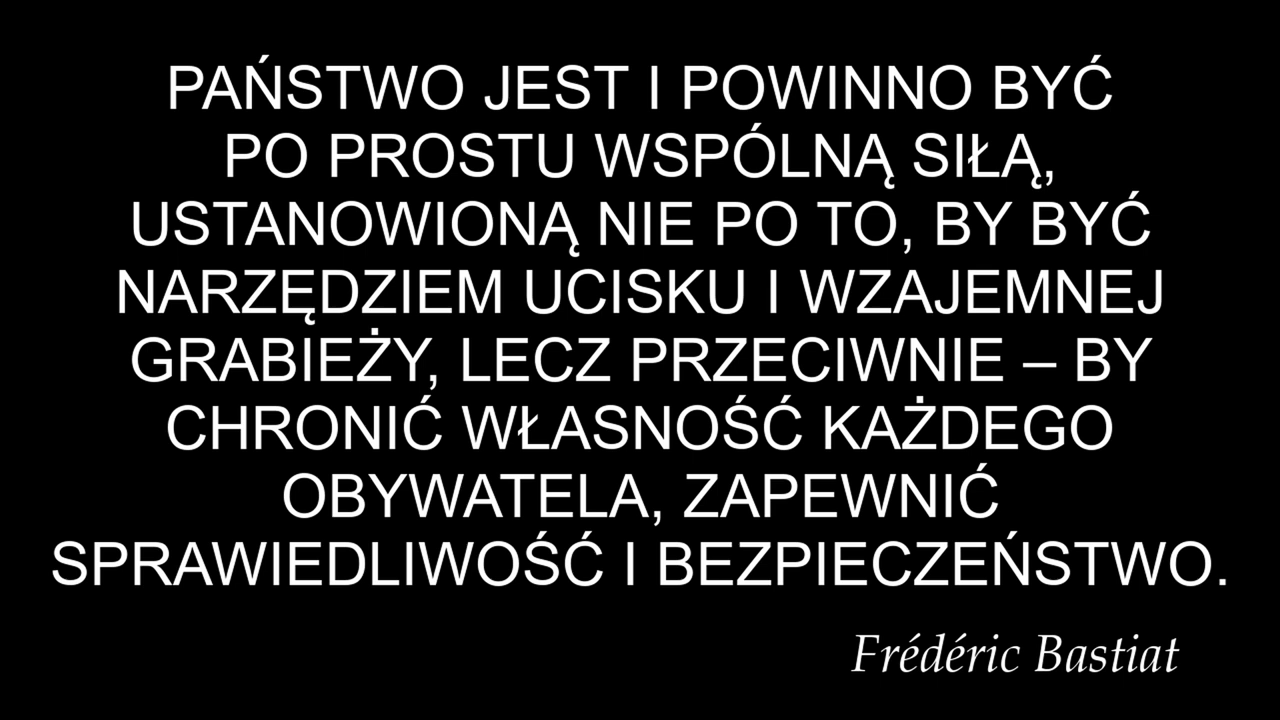 PAŃSTWO JEST I POWINNO BYĆ
PO PROSTU WSPÓLNĄ SIŁĄ,
USTANOWIONĄ NIE PO TO, BY BYĆ
NARZĘDZIEM UCISKU I WZAJEMNEJ
GRABIEŻY, LECZ PRZECIWNIE – BY
CHRONIĆ WŁASNOŚĆ KAŻDEGO
OBYWATELA, ZAPEWNIĆ
SPRAWIEDLIWOŚĆ I BEZPIECZEŃSTWO.
Frédéric Bastiat